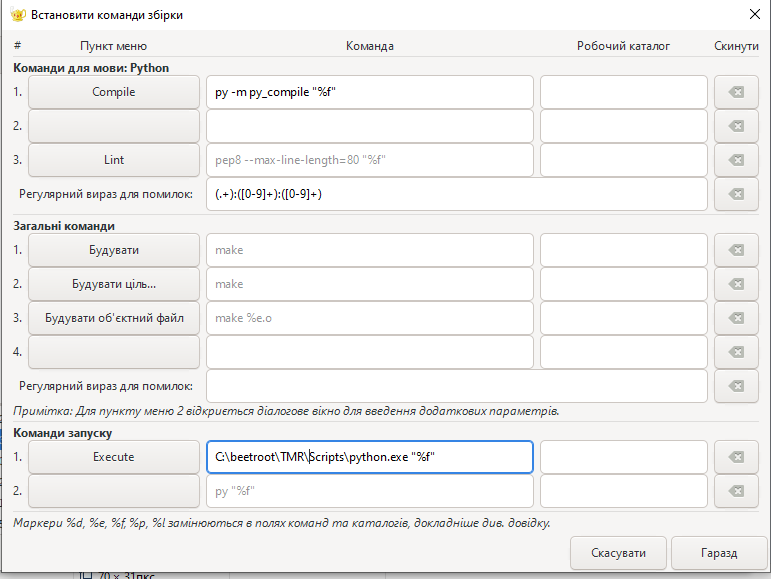 Встановити команди збірки
# Пункт меню Команда Робочий каталог Скинути
Команди для мови: Python
1. Compile py -m py_compile "%f"
2.
3. Lint pep8 --max-line-length=80 "%f"
Регулярний вираз для помилок: (.+):([0-9]+):([0-9]+)
Загальні команди
1. Будувати make
2. Будувати ціль... make
3. Будувати об'єктний файл make %e.o
4.
Регулярний вираз для помилок:
Примітка: Для пункту меню 2 відкриється діалогове вікно для введення додаткових параметрів.
Команди запуску
1. Execute C:\beetroot\TMR\Scripts\python.exe "%f"
2. py "%f"
Маркери %d, %e, %f, %p, %l замінюються в полях команд та каталогів, докладніше див. довідку.
Скасувати Гаразд
70 × 31пкс